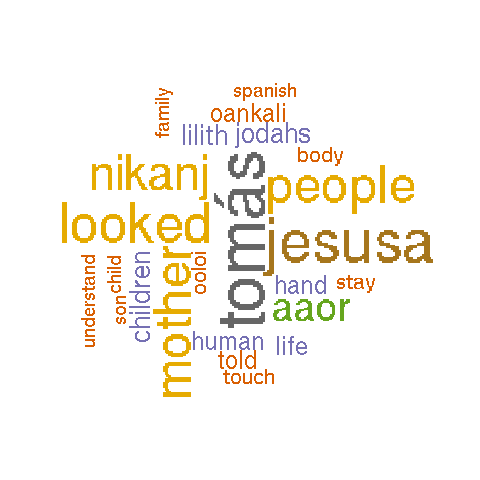 spanish
family
oankali
lilith
jodahs
body
nikanj
people
tomás
looked
jesusa
mother
ooloi
children
child
son
understand
hand
stay
aaor
human
life
told
touch